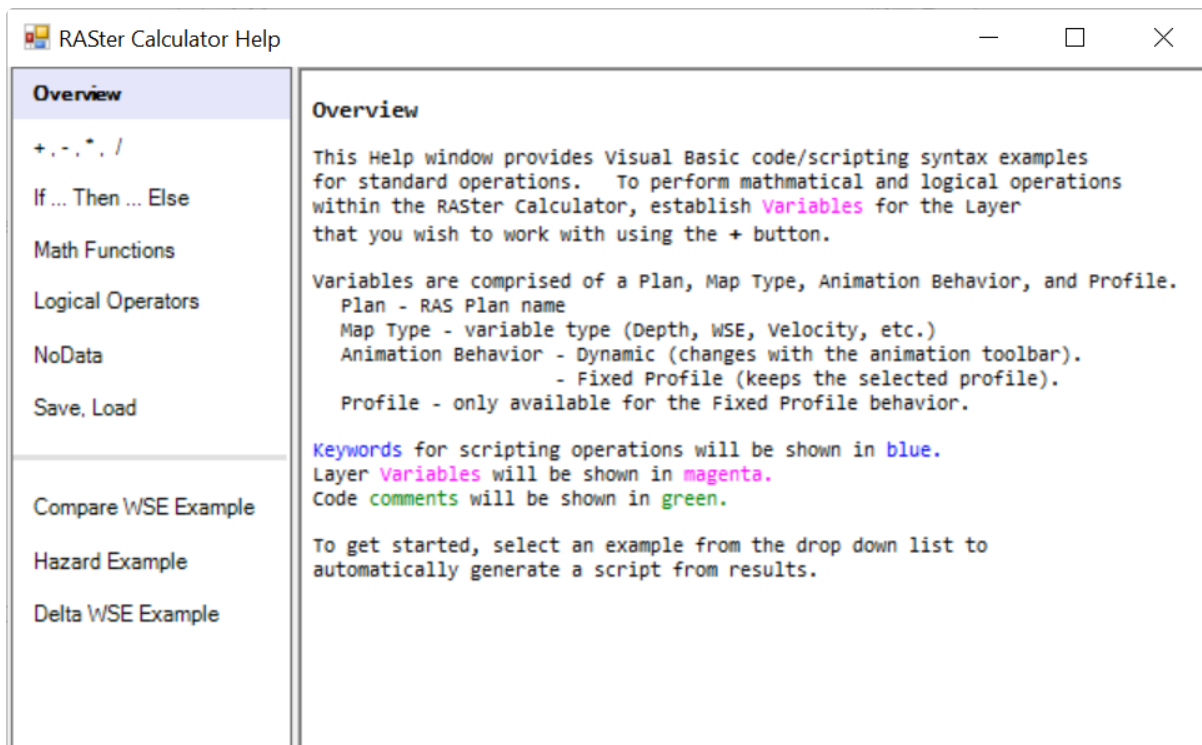 RASter Calculator Help
Overview
+ , - , * , /
If ... Then ... Else
Math Functions
Logical Operators
NoData
Save, Load
Compare WSE Example
Hazard Example
Delta WSE Example
Overview
This Help window provides Visual Basic code/scripting syntax examples
for standard operations.   To perform mathmatical and logical operations
within the RASter Calculator, establish Variables for the Layer
that you wish to work with using the + button.
Variables are comprised of a Plan, Map Type, Animation Behavior, and Profile.
Plan - RAS Plan name
Map Type - variable type (Depth, WSE, Velocity, etc.)
Animation Behavior - Dynamic (changes with the animation toolbar).
- Fixed Profile (keeps the selected profile).
Profile - only available for the Fixed Profile behavior.
Keywords for scripting operations will be shown in blue.
Layer Variables will be shown in magenta.
Code comments will be shown in green.
To get started, select an example from the drop down list to
automatically generate a script from results.